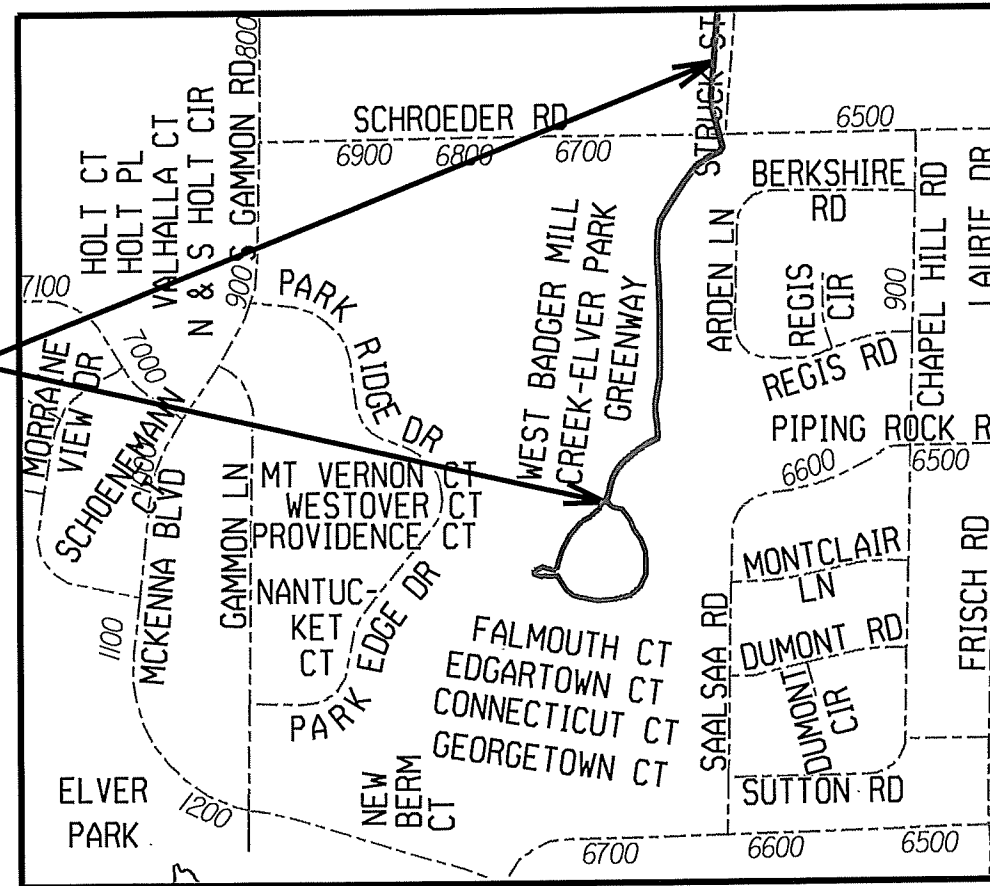 STRUCK ST
800
SCHROEDER RD
6900
6800
6700
6500
HOLT CT
HOLT PL
VALHALLA CT
N & S HOLT CIR
S GAMMON RD
BERKSHIRE
RD
CHAPEL HILL RD
LAURIE DR
ARDEN LN
REGIS
CIR
900
REGIS RD
WEST BADGER MILL
CREEK-ELVER PARK
GREENWAY
7100
7000
900
PARK
RIDGE DR
MORRAINE
VIEW DR
SCHOENEMANN
CT
1000
MCKENNA BLVD
GAMMON LN
MT VERNON CT
WESTOVER CT
PROVIDENCE CT
NANTUC-
KET
CT
PARK EDGE DR
PIPING ROCK R
6600
6500
MONTCLAIR
LN
DUMONT RD
DUMONT
CIR
SUTTON RD
SAALSAA RD
FRISCH RD
FALMOUTH CT
EDGARTOWN CT
CONNECTICUT CT
GEORGETOWN CT
NEW
BERM
CT
1100
1200
ELVER
PARK
6700
6600
6500